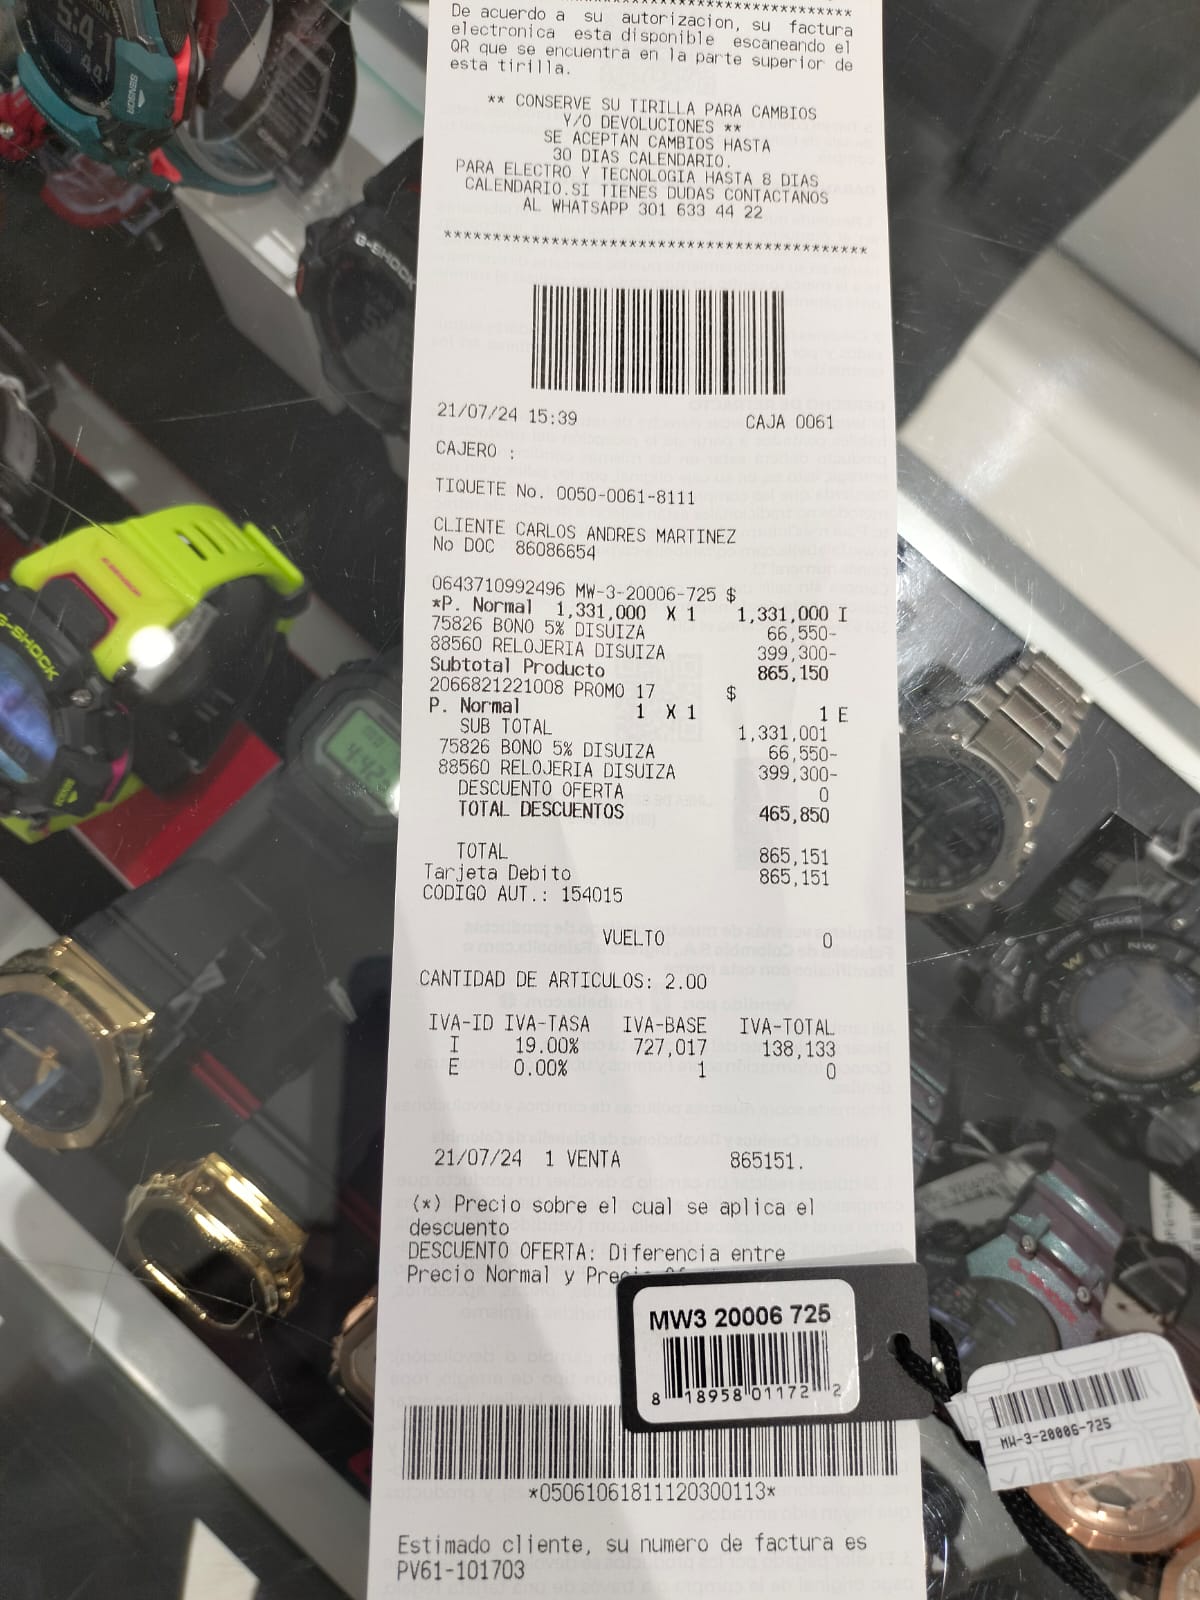 De acuerdo a su autorizacion, su factura
electronica esta disponible escaneando el
QR que se encuentra en la parte superior de
esta tirilla.
** CONSERVE SU TIRILLA PARA CAMBIOS
Y/O DEVOLUCIONES **
SE ACEPTAN CAMBIOS HASTA
30 DIAS CALENDARIO.
PARA ELECTRO Y TECNOLOGIA HASTA 8 DIAS
CALENDARIO.SI TIENES DUDAS CONTACTANOS
AL WHATSAPP 301 633 44 22
21/07/24 15:39 CAJA 0061
CAJERO :
TIQUETE No. 0050-0061-8111
CLIENTE CARLOS ANDRES MARTINEZ
No DOC 86086654
0643710992496 MW-3-20006-725 $
*P. Normal 1,331,000 X 1 1,331,000 I
75826 BONO 5% DISUIZA 66,550-
88560 RELOJERIA DISUIZA 399,300-
Subtotal Producto 865,150
2066821221008 PROMO 17 $
P. Normal 1 X 1 1 E
SUB TOTAL 1,331,001
75826 BONO 5% DISUIZA 66,550-
88560 RELOJERIA DISUIZA 399,300-
DESCUENTO OFERTA 0
TOTAL DESCUENTOS 465,850
TOTAL 865,151
Tarjeta Debito 865,151
CODIGO AUT.: 154015
VUELTO 0
CANTIDAD DE ARTICULOS: 2.00
IVA-ID IVA-TASA IVA-BASE IVA-TOTAL
I 19.00% 727,017 138,133
E 0.00% 1 0
21/07/24 1 VENTA 865151.
(*) Precio sobre el cual se aplica el
descuento
DESCUENTO OFERTA: Diferencia entre
Precio Normal y
MW3 20006 725
8 18958 01172 2
MW-3-20006-725
*05061061811120300113*
Estimado cliente, su numero de factura es
PV61-101703
G-SHOCK
G-SHOCK
SENSOR
ADJUST